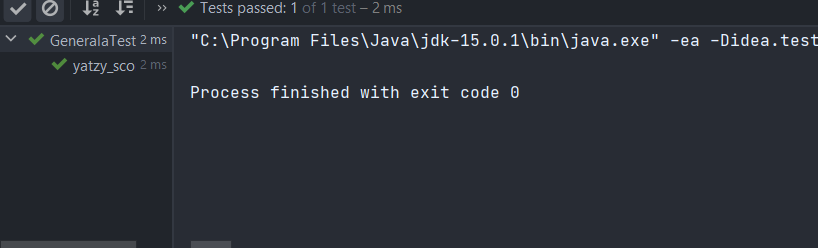 ›› Tests passed: 1 of 1 test – 2 ms
GeneralaTest 2 ms
yatzy_sco 2 ms
"C:\Program Files\Java\jdk-15.0.1\bin\java.exe" -ea -Didea.test
Process finished with exit code 0